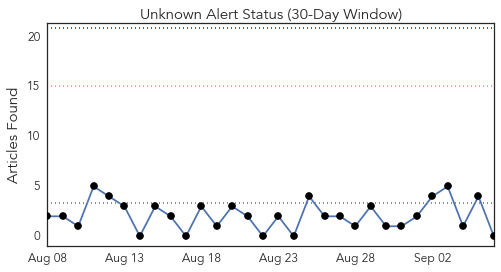 Unknown Alert Status (30-Day Window)
Articles Found
20
15
10
5
0
Aug 08 Aug 13 Aug 18 Aug 23 Aug 28 Sep 02